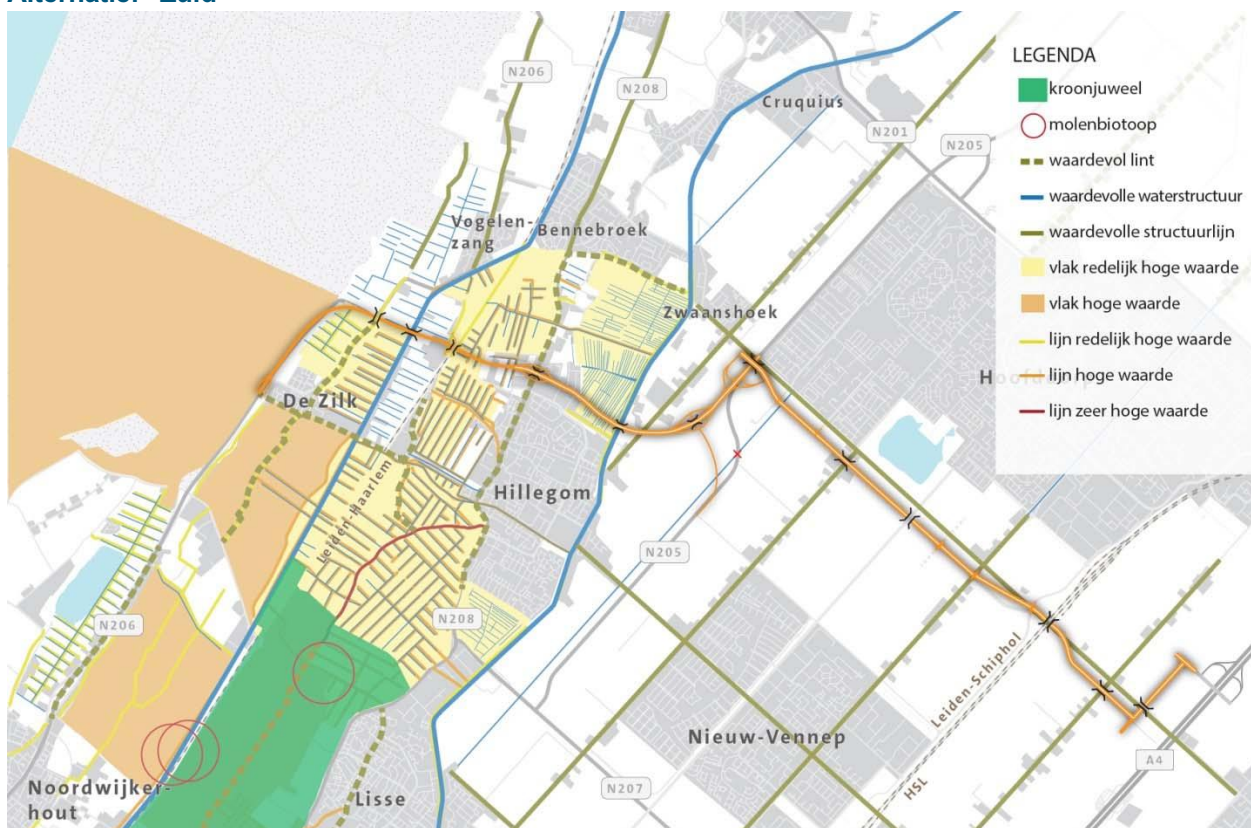 N206
N208
Cruquius
N201
N205
LEGENDA
kroonjuweel
molenbiotoop
waardevol lint
waardevolle waterstructuur
waardevolle structuurlijn
vlak redelijk hoge waarde
vlak hoge waarde
lijn redelijk hoge waarde
lijn hoge waarde
lijn zeer hoge waarde
Vogelen-
zang
Bennebroek
Zwaanshoek
De Zilk
Leiden-Haarlem
Hillegom
N205
N206
N208
Leiden-Schiphol
HSL
Nieuw-Vennep
A4
N207
Noordwijker-
hout
Lisse